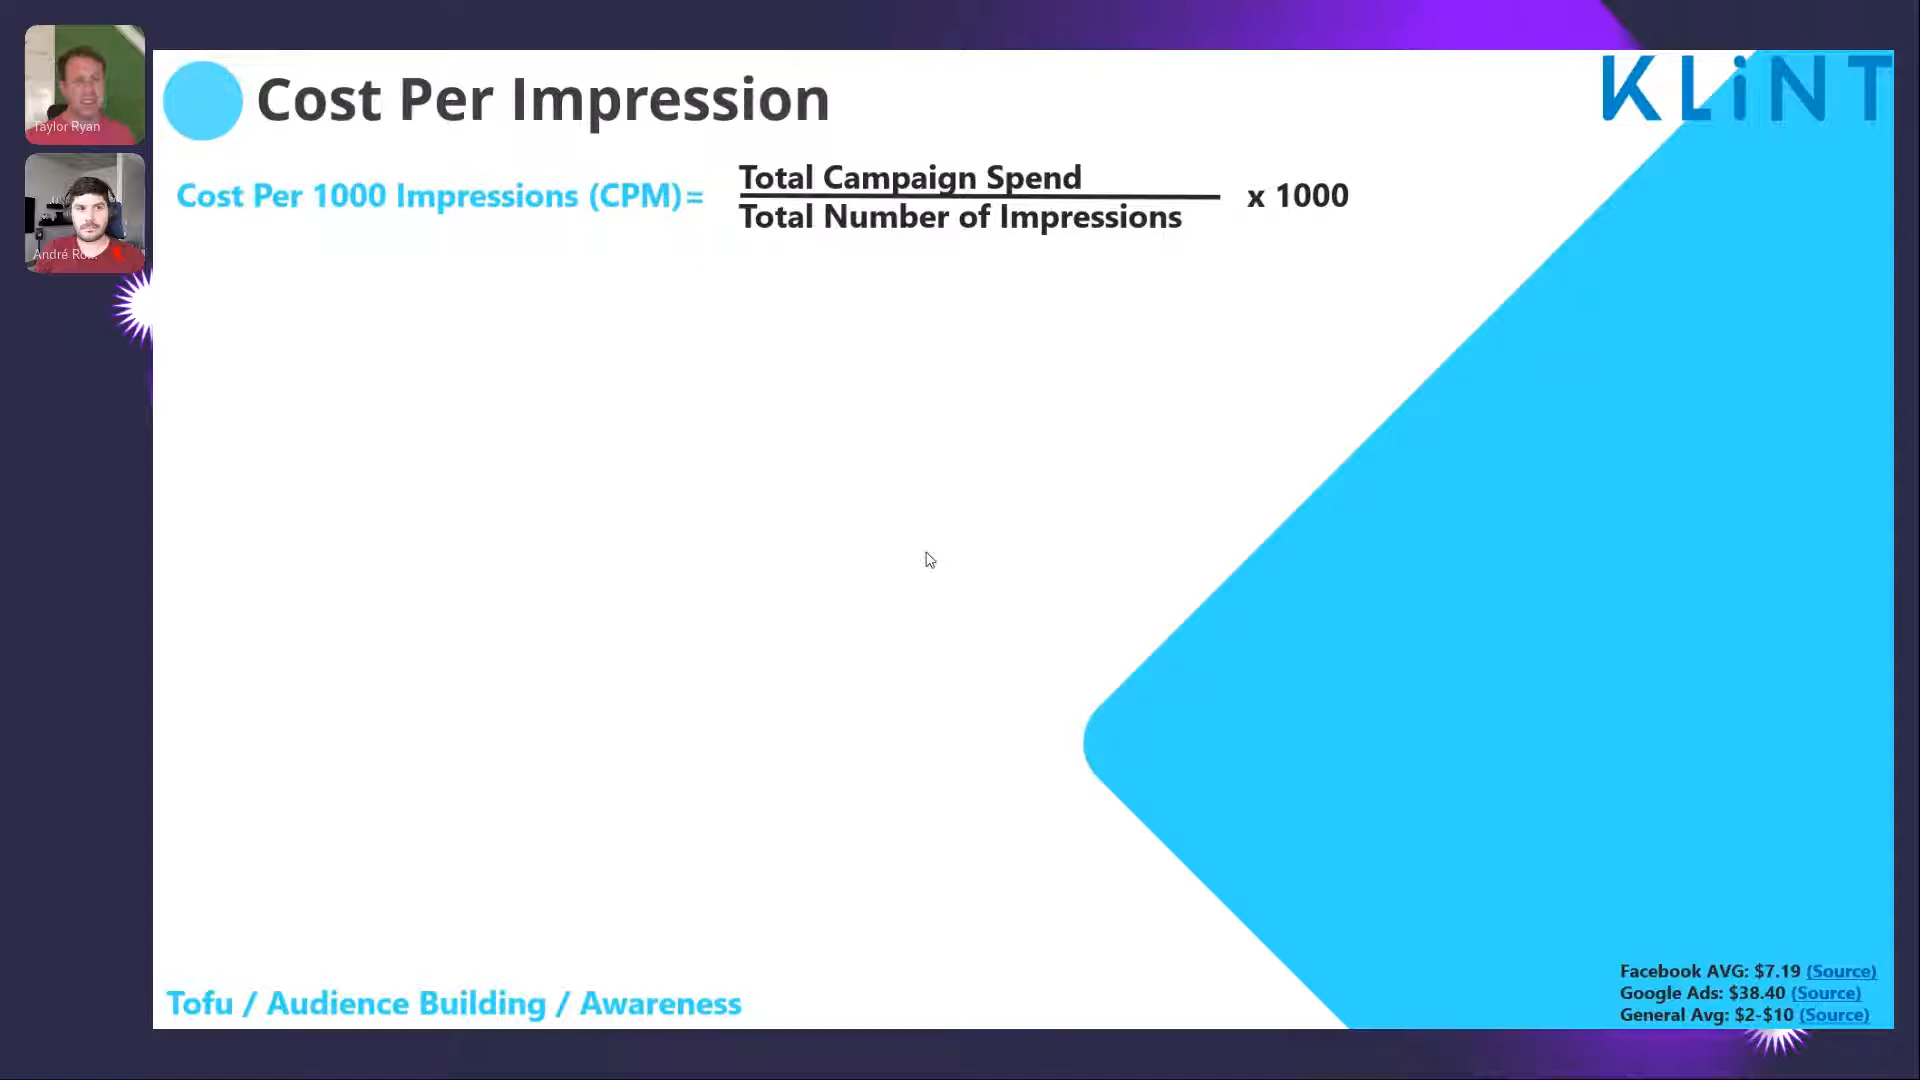 Taylor Ryan
André Ro...
Cost Per Impression
KLiNT
Cost Per 1000 Impressions (CPM)=
Total Campaign Spend
Total Number of Impressions
x 1000
Tofu / Audience Building / Awareness
Facebook AVG: $7.19 (Source)
Google Ads: $38.40 (Source)
General Avg: $2-$10 (Source)